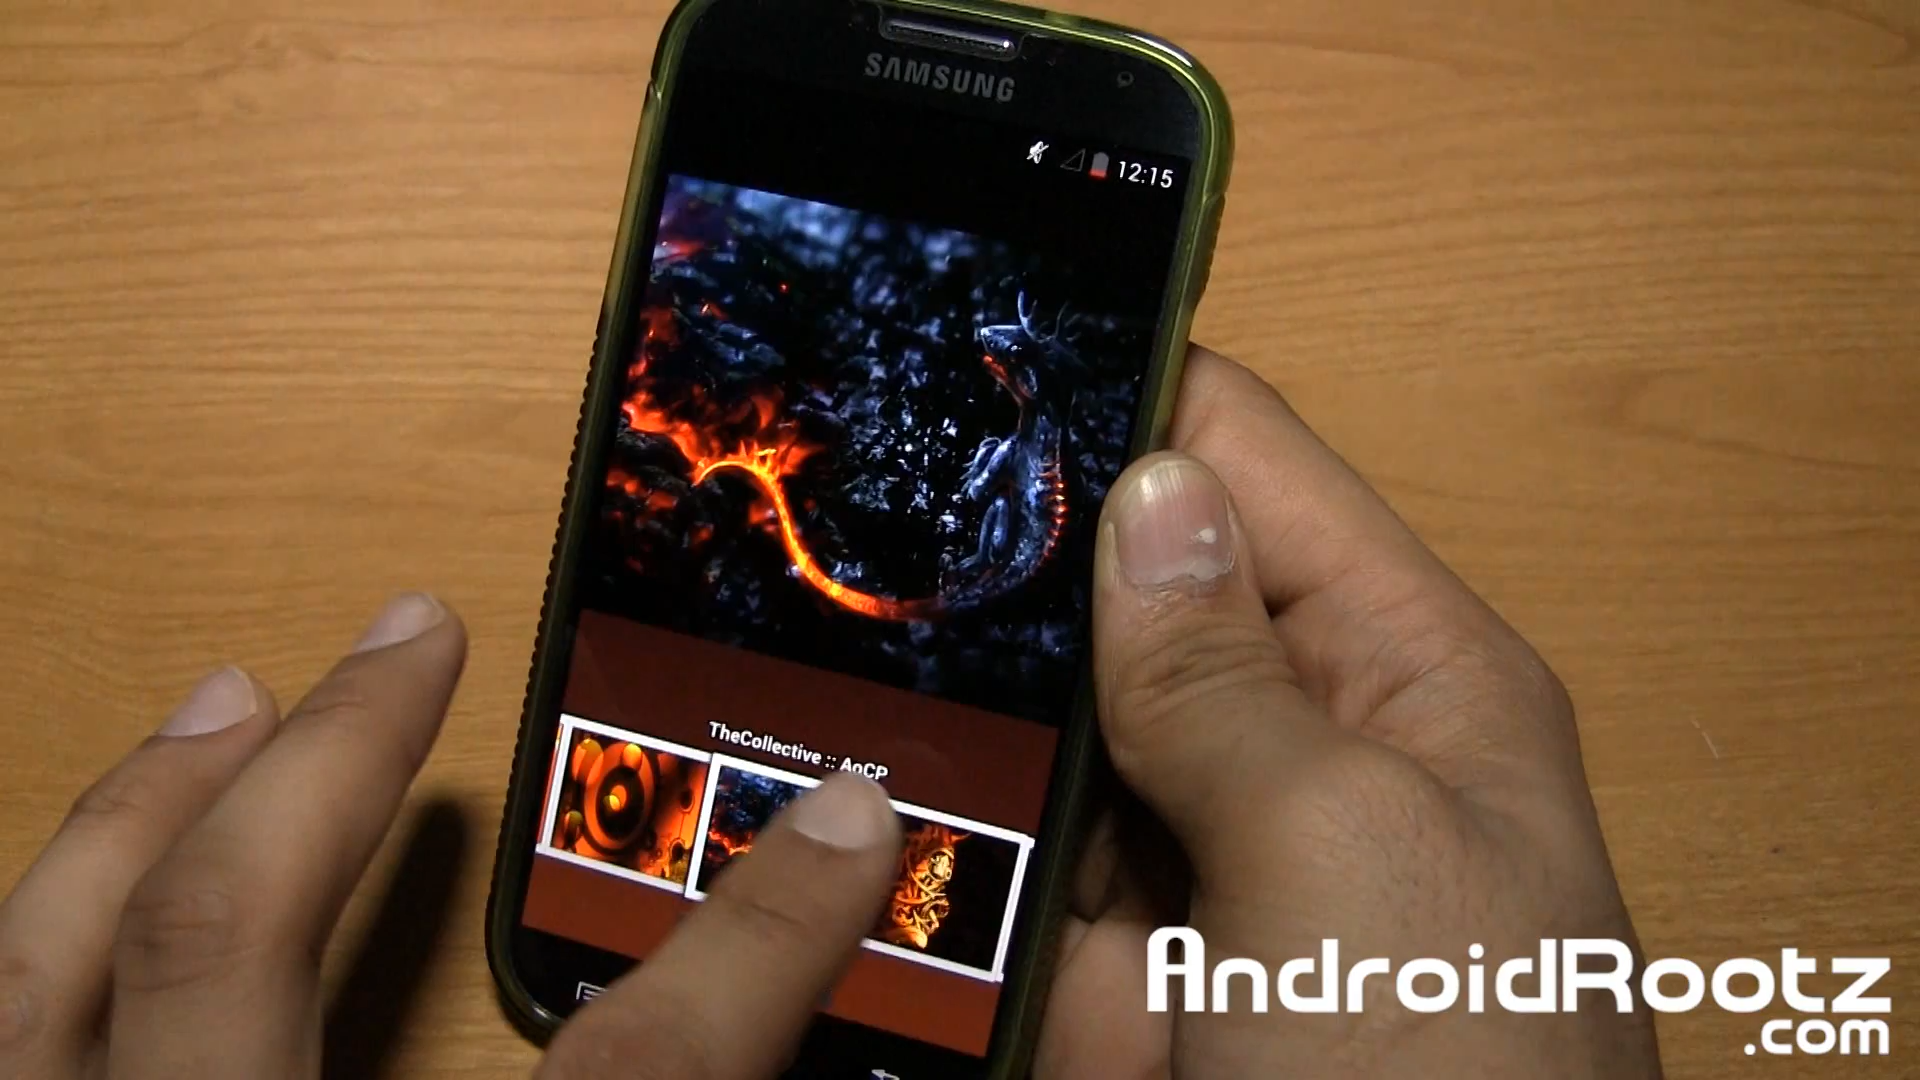 SAMSUNG
12:15
TheCollective :: AoCP
AndroidRootz
.com